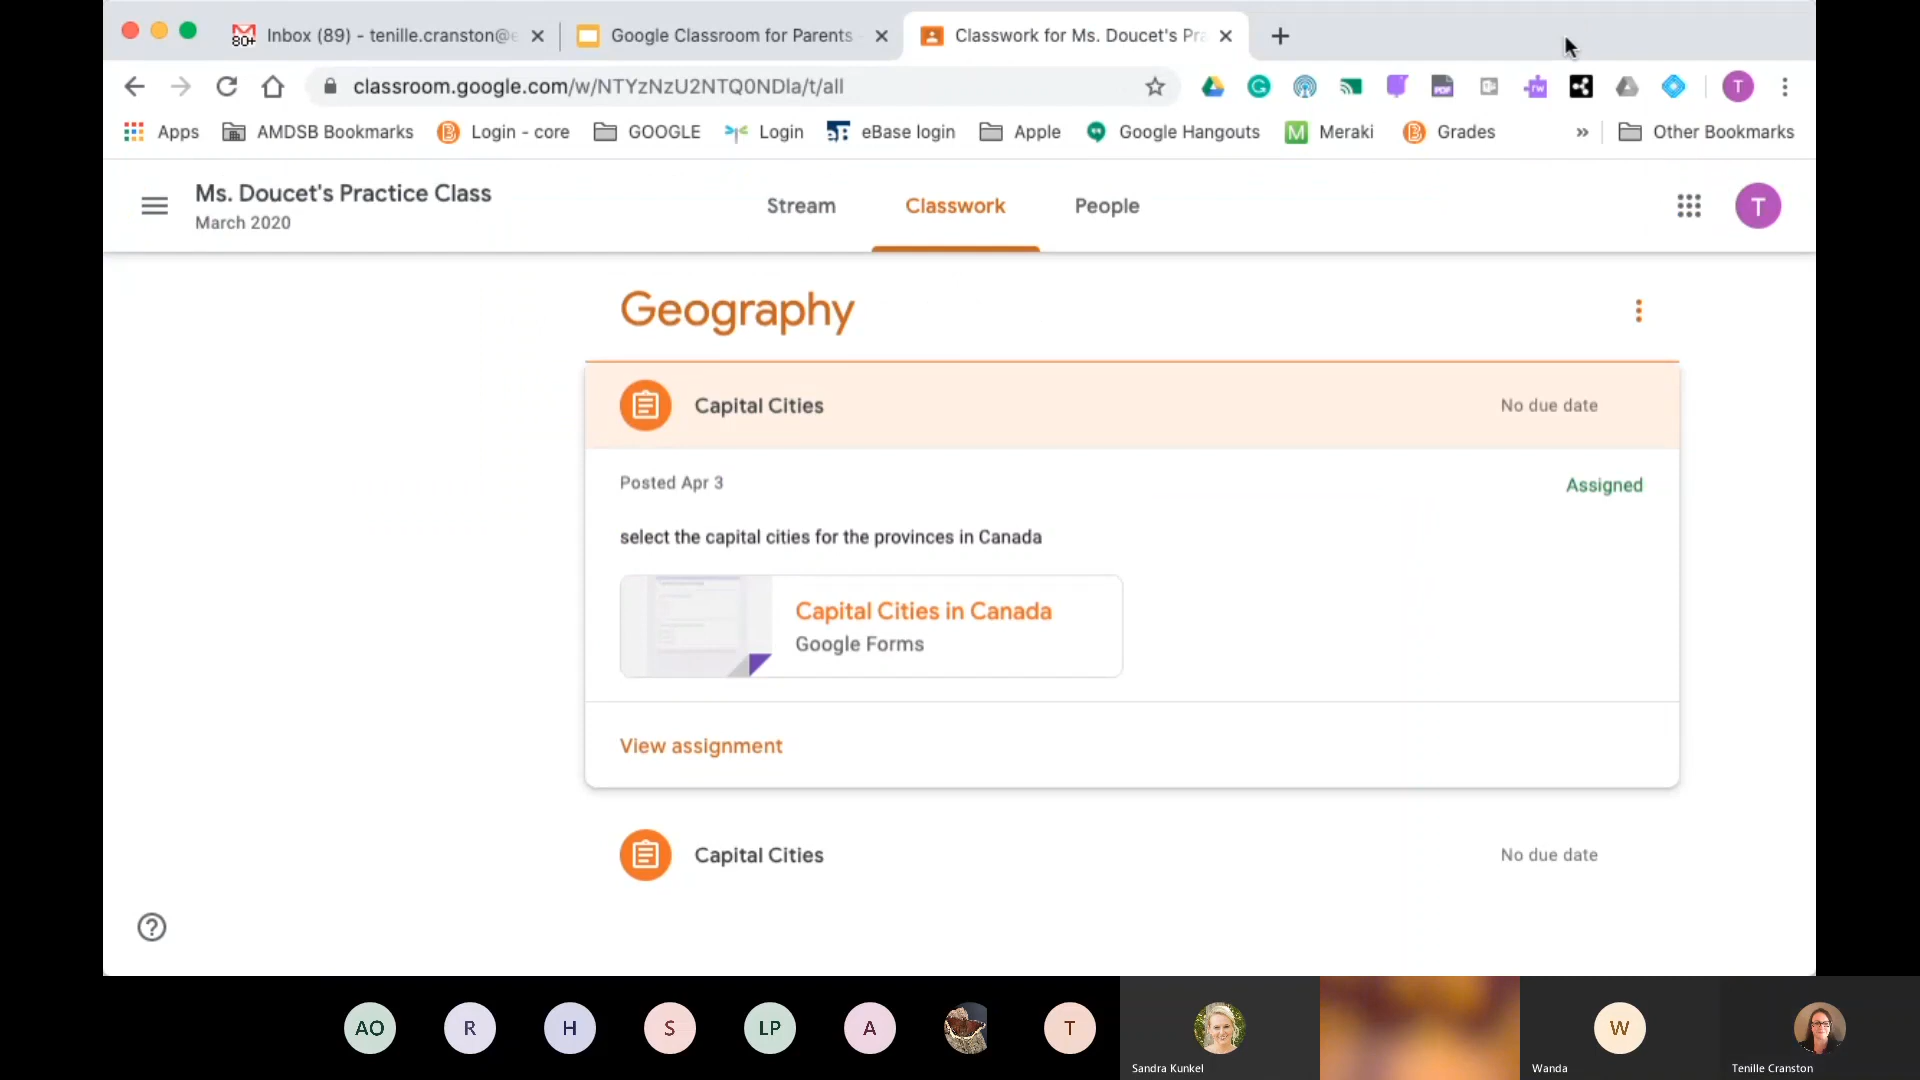 Inbox (89) - tenille.cranston@e
Google Classroom for Parents
Classwork for Ms. Doucet's Pra
80+
classroom.google.com/w/NTYzNzU2NTQ0NDla/t/all
T
Apps
AMDSB Bookmarks
Login - core
GOOGLE
Login
eBase login
Apple
Google Hangouts
M
Meraki
Grades
»
Other Bookmarks
Ms. Doucet's Practice Class
March 2020
Stream
Classwork
People
T
Geography
Capital Cities
No due date
Posted Apr 3
Assigned
select the capital cities for the provinces in Canada
Capital Cities in Canada
Google Forms
View assignment
Capital Cities
No due date
AO
R
H
S
LP
A
T
W
Sandra Kunkel
Wanda
Tenille Cranston